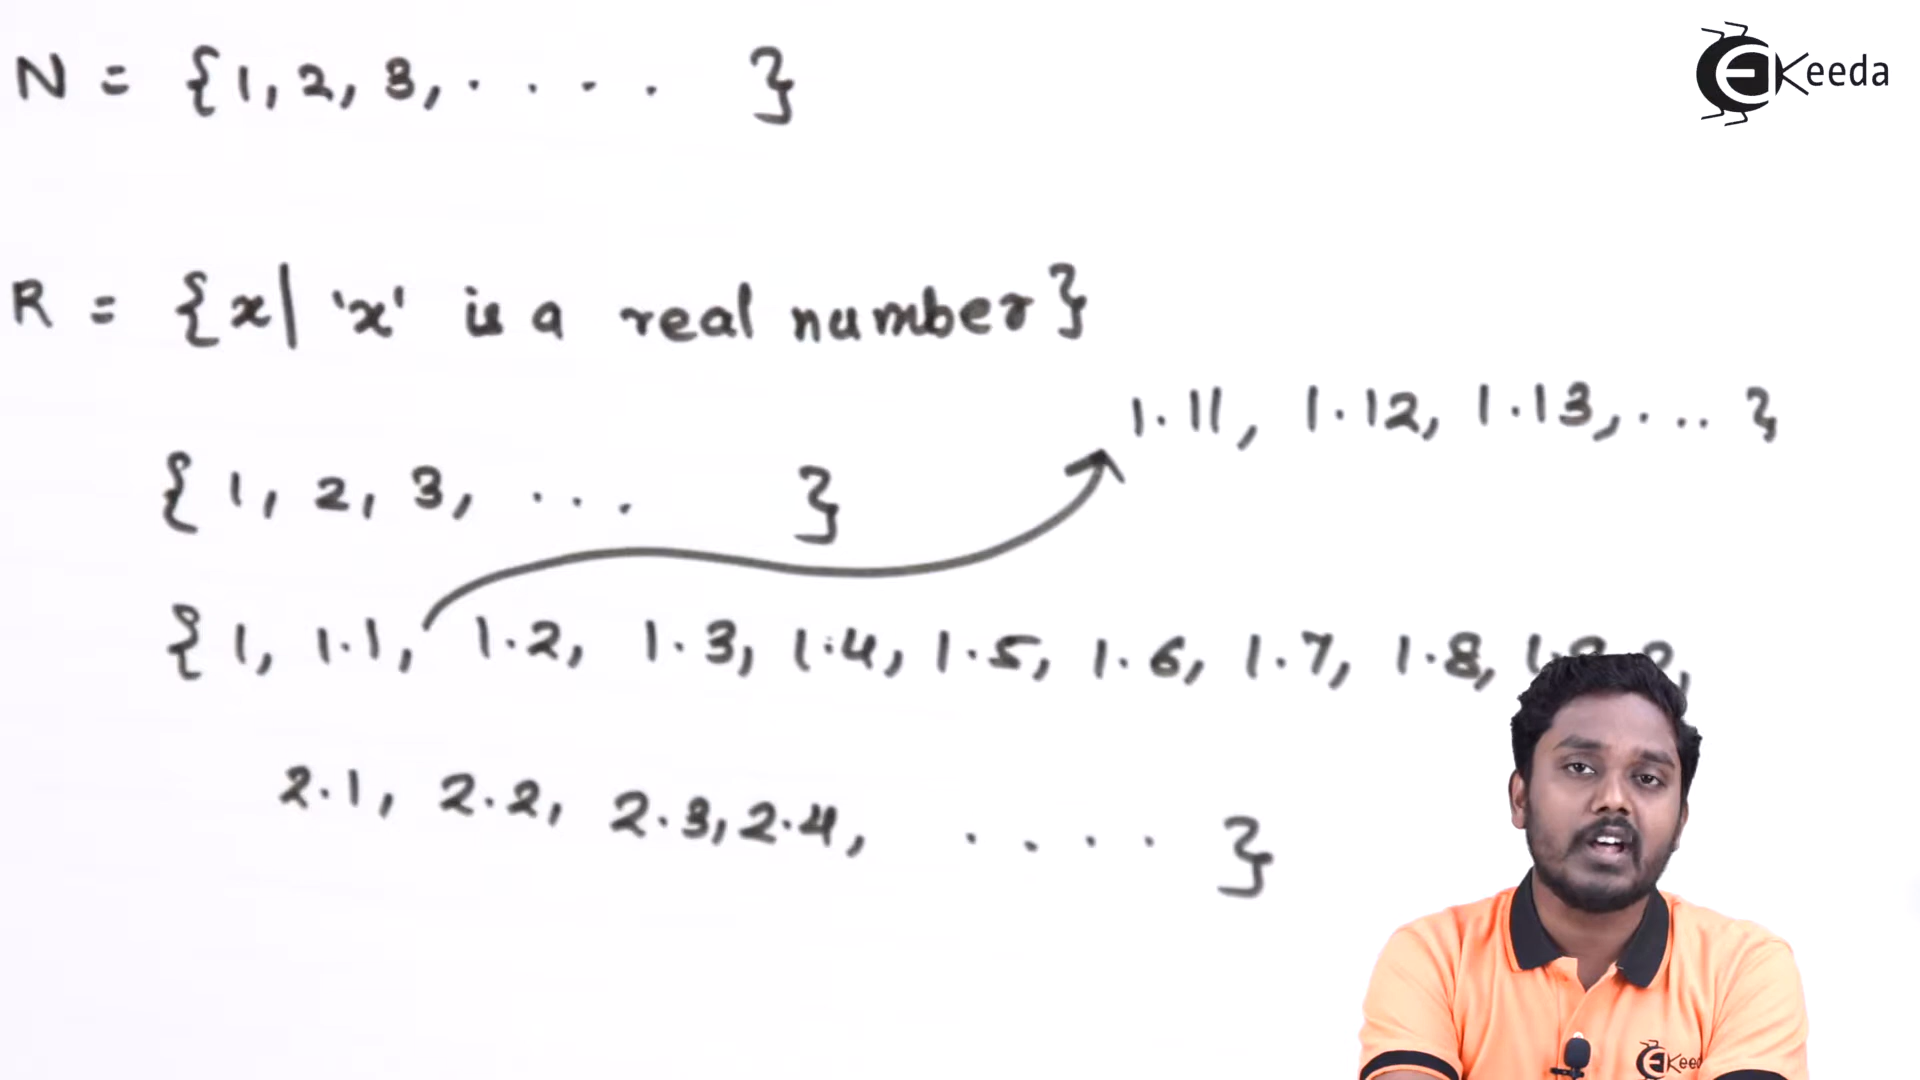 N = {1, 2, 3, . . . . }
EKeeda
R = {x| 'x' is a real number}
1.11, 1.12, 1.13, . ... }
{ 1, 2, 3, ... }
{ 1, 1.1, 1.2, 1.3, 1.4, 1.5, 1.6, 1.7, 1.8,
2.1, 2.2, 2.3, 2.4, . . . . }
EKee